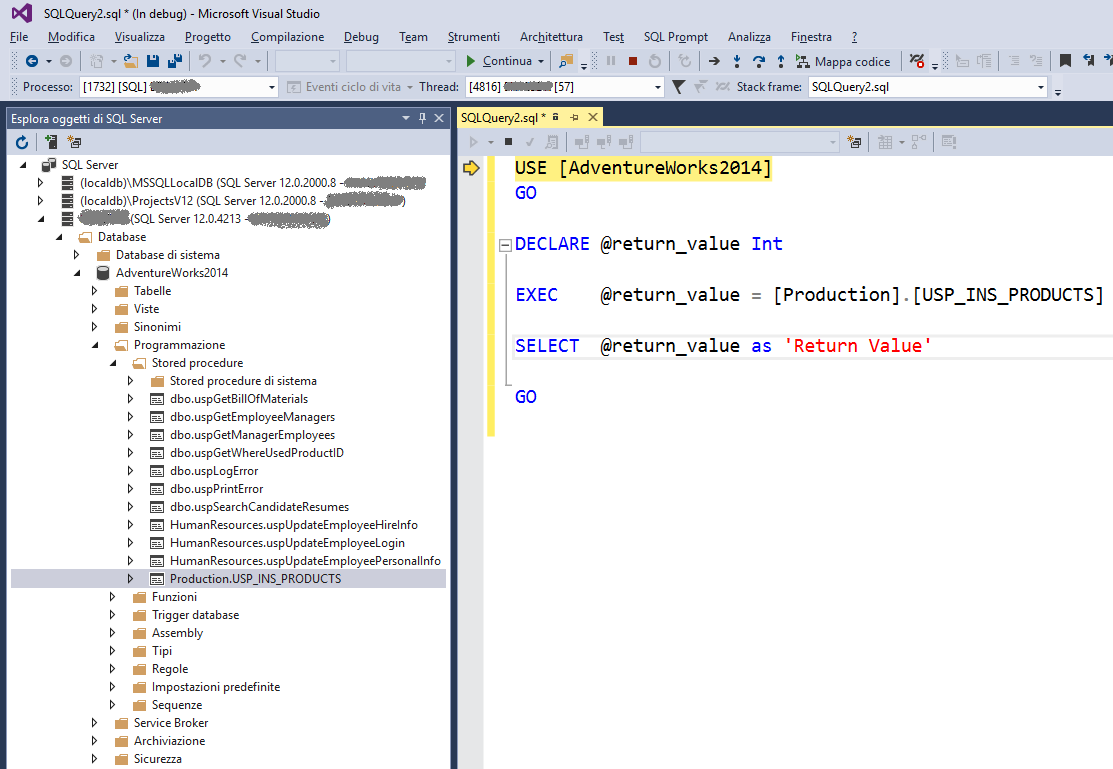 SQLQuery2.sql * (In debug) - Microsoft Visual Studio
File Modifica Visualizza Progetto Compilazione Debug Team Strumenti Architettura Test SQL Prompt Analizza Finestra ?
Continua Mappa codice
Processo: [1732] [SQL] Eventi ciclo di vita Thread: [4816] [57] Stack frame: SQLQuery2.sql
Esplora oggetti di SQL Server
SQL Server
(localdb)\MSSQLLocalDB (SQL Server 12.0.2000.8 -
(localdb)\ProjectsV12 (SQL Server 12.0.2000.8 - )
(SQL Server 12.0.4213 - )
Database
Database di sistema
AdventureWorks2014
Tabelle
Viste
Sinonimi
Programmazione
Stored procedure
Stored procedure di sistema
dbo.uspGetBillOfMaterials
dbo.uspGetEmployeeManagers
dbo.uspGetManagerEmployees
dbo.uspGetWhereUsedProductID
dbo.uspLogError
dbo.uspPrintError
dbo.uspSearchCandidateResumes
HumanResources.uspUpdateEmployeeHireInfo
HumanResources.uspUpdateEmployeeLogin
HumanResources.uspUpdateEmployeePersonalInfo
Production.USP_INS_PRODUCTS
Funzioni
Trigger database
Assembly
Tipi
Regole
Impostazioni predefinite
Sequenze
Service Broker
Archiviazione
Sicurezza
SQLQuery2.sql *
USE [AdventureWorks2014]
GO
DECLARE @return_value Int
EXEC @return_value = [Production].[USP_INS_PRODUCTS]
SELECT @return_value as 'Return Value'
GO